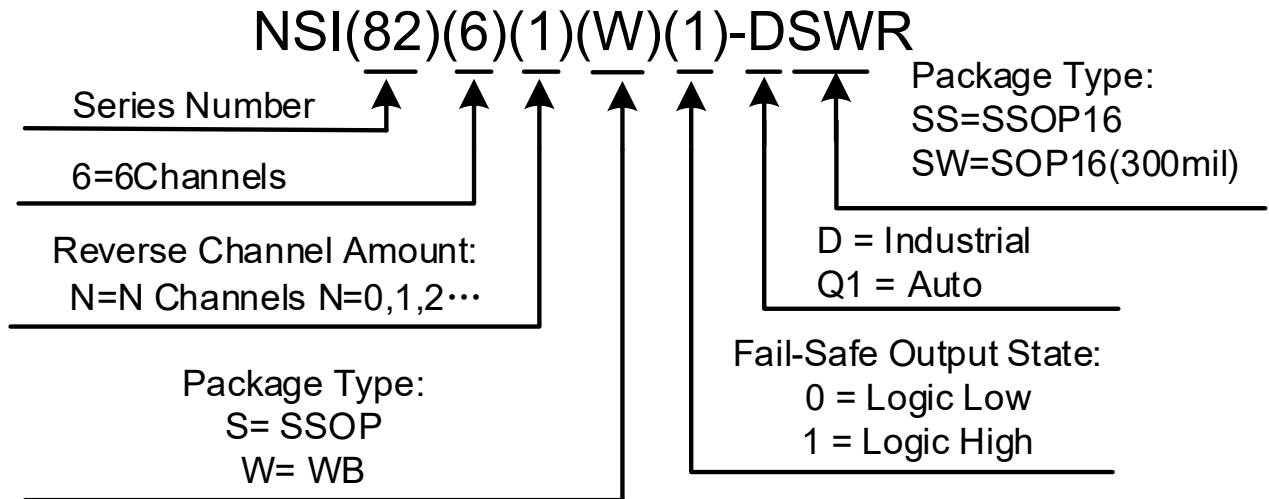 NSI(82)(6)(1)(W)(1)-DSWR
Series Number
6=6Channels
Reverse Channel Amount:
N=N Channels N=0,1,2⋯
Package Type:
S= SSOP
W= WB
Package Type:
SS=SSOP16
SW=SOP16(300mil)
D = Industrial
Q1 = Auto
Fail-Safe Output State:
0 = Logic Low
1 = Logic High